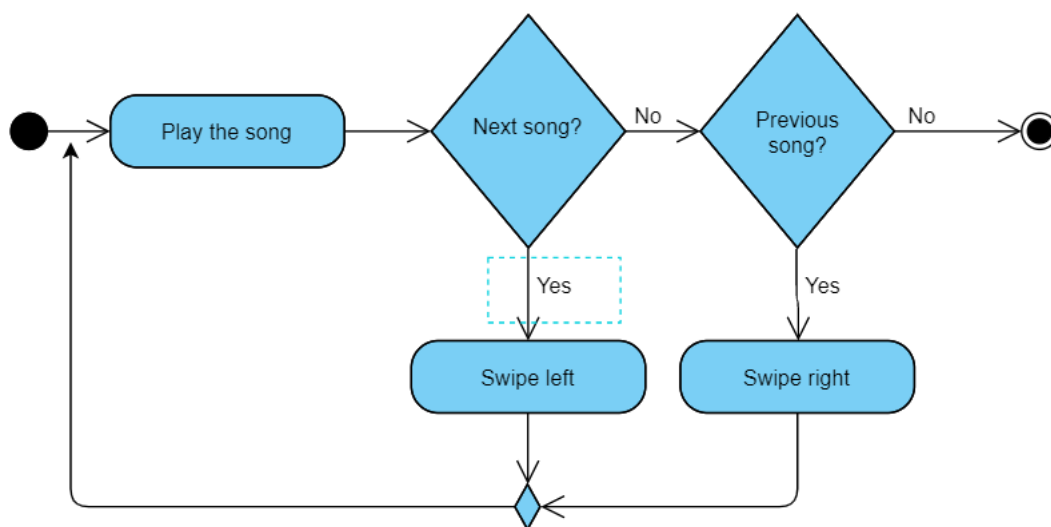 Play the song
Next song?
No
Previous
song?
No
Yes
Yes
Swipe left
Swipe right